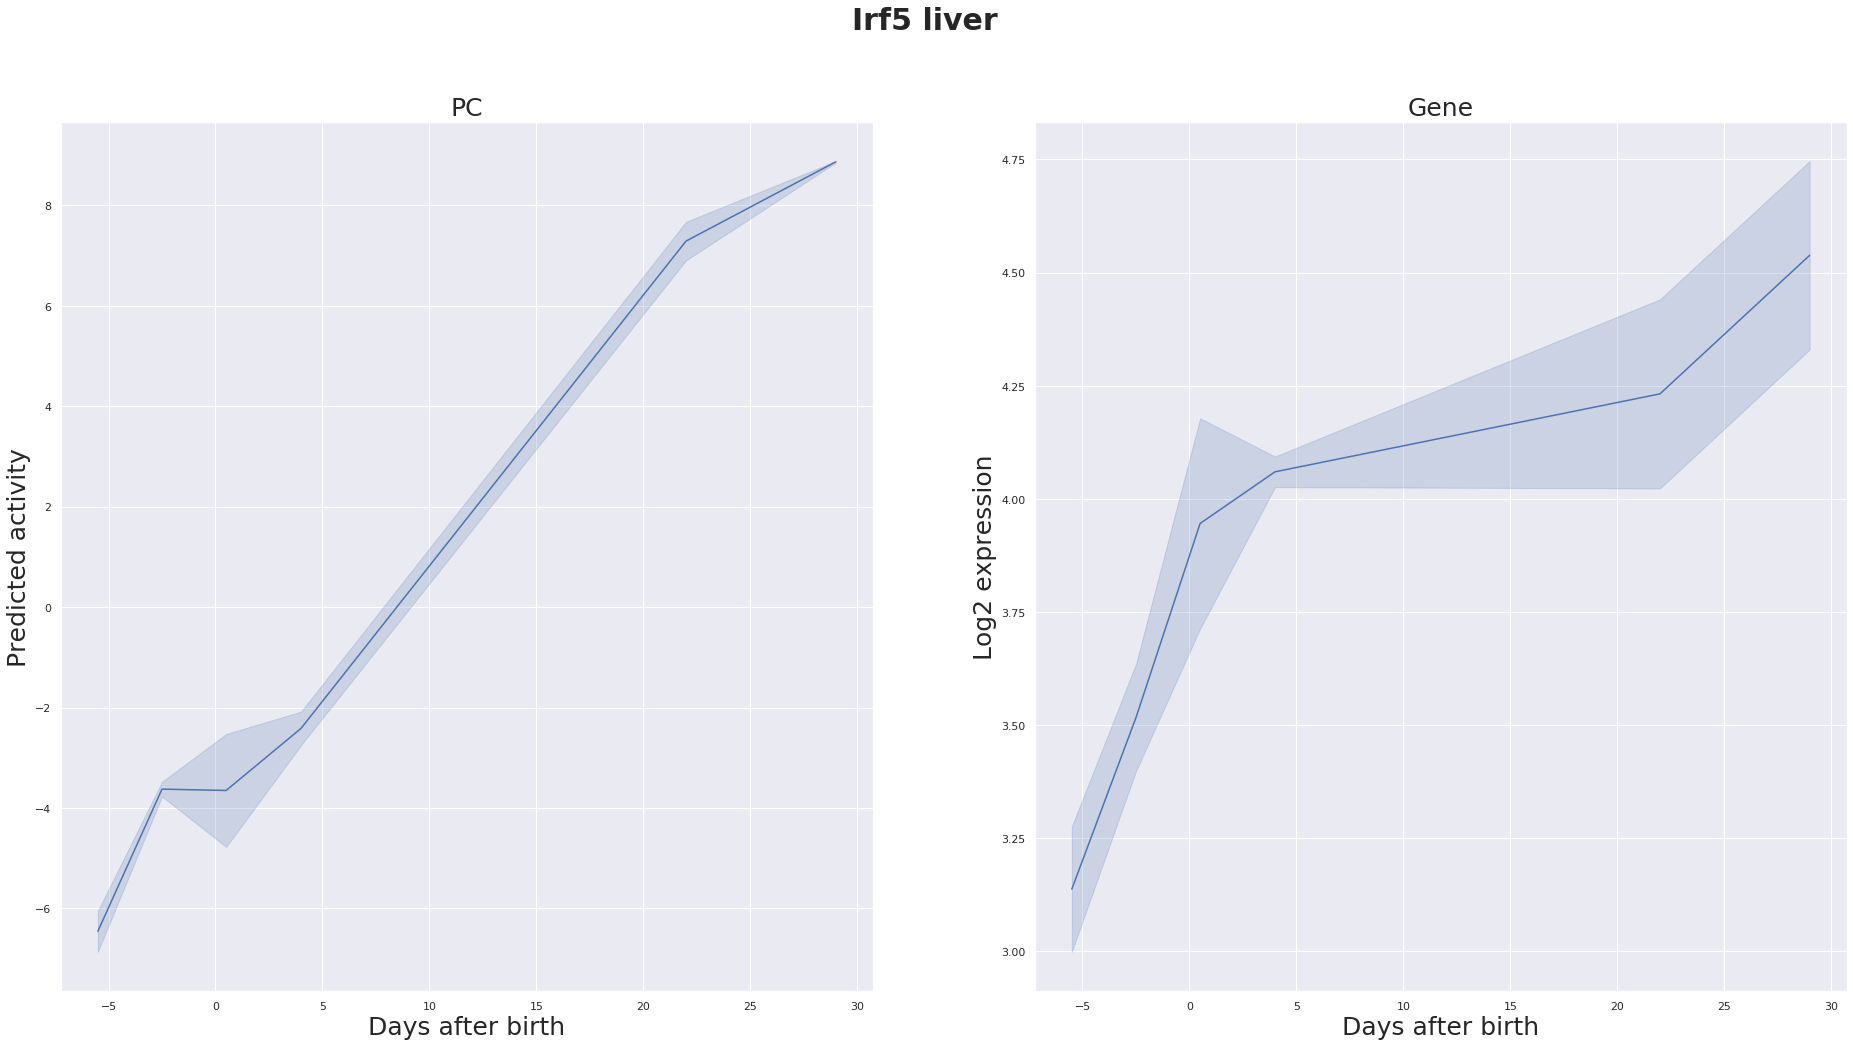 Irf5 liver
PC
Predicted activity
8
6
4
2
0
−2
−4
−6
−5 0 5 10 15 20 25 30
Days after birth
Gene
Log2 expression
4.75
4.50
4.25
4.00
3.75
3.50
3.25
3.00
−5 0 5 10 15 20 25 30
Days after birth